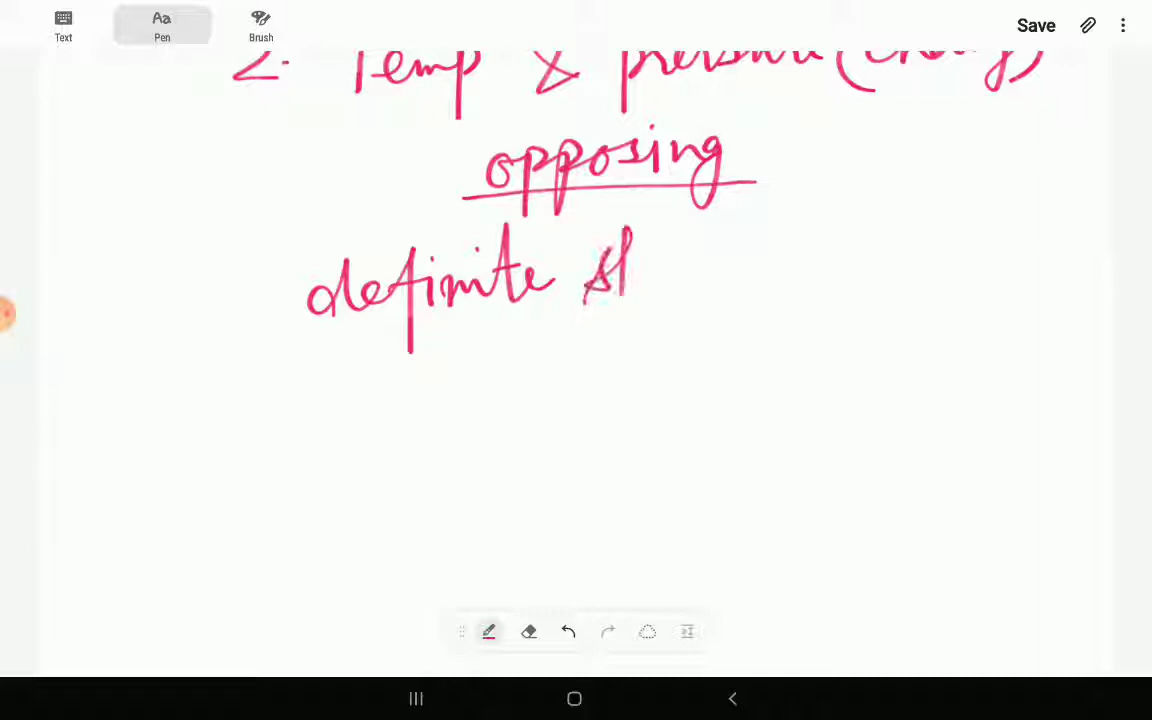 Text Pen Brush Save
2. Temp & pressure
opposing
definite